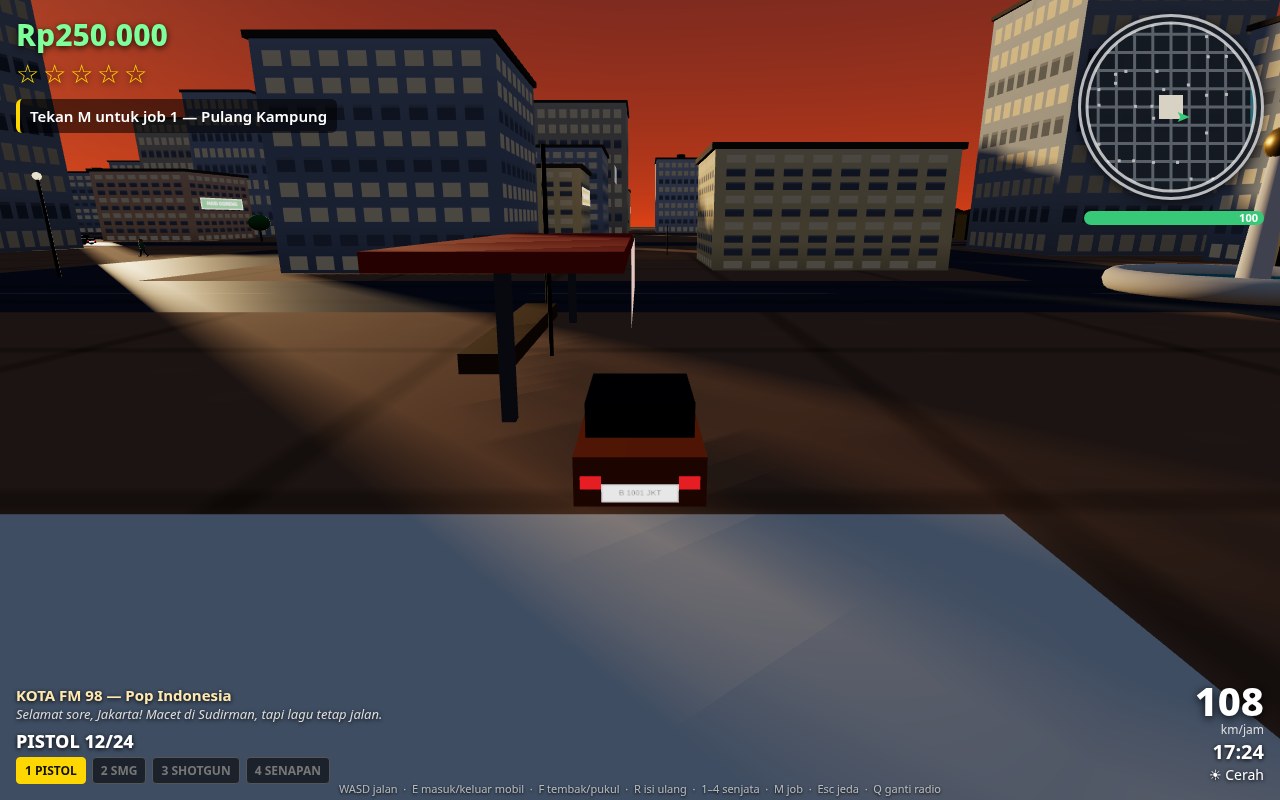 Rp250.000
Tekan M untuk job 1 — Pulang Kampung
100
B 1001 JKT
KOTA FM 98 — Pop Indonesia
Selamat sore, Jakarta! Macet di Sudirman, tapi lagu tetap jalan.
PISTOL 12/24
1 PISTOL 2 SMG 3 SHOTGUN 4 SENAPAN
WASD jalan · E masuk/keluar mobil · F tembak/pukul · R isi ulang · 1–4 senjata · M job · Esc jeda · Q ganti radio
108
km/jam
17:24
☀ Cerah